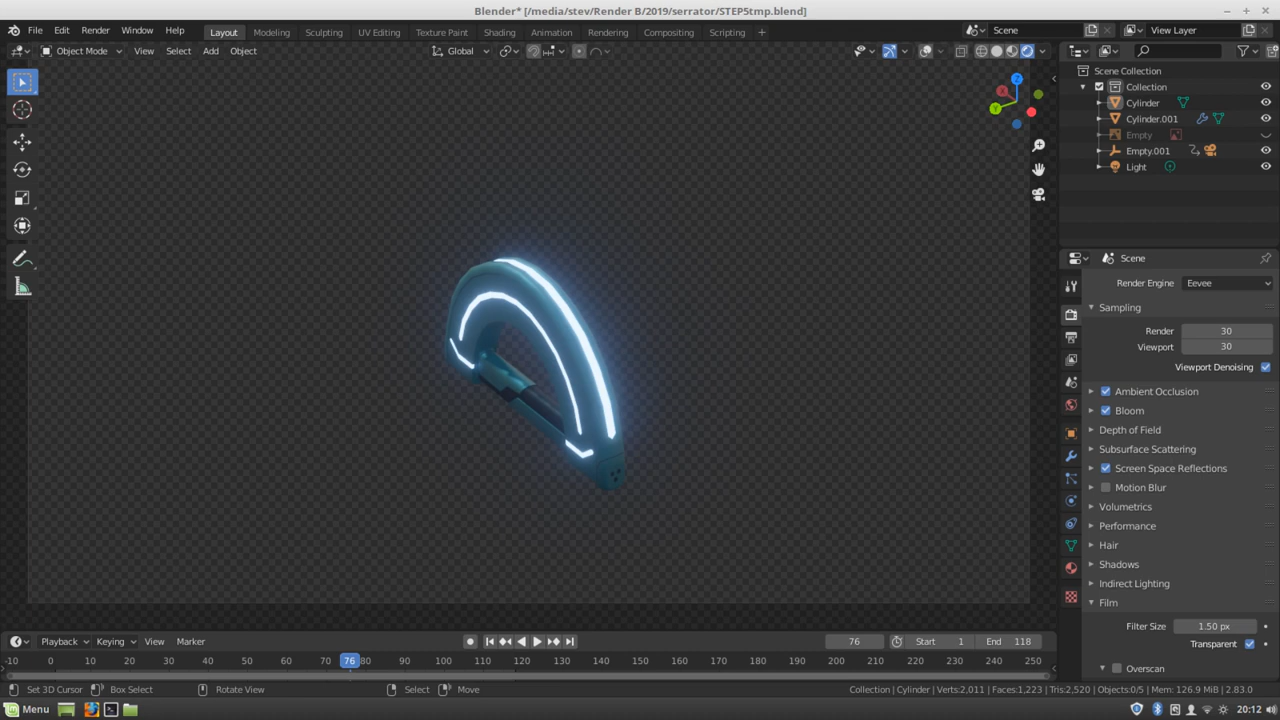 Blender* [/media/stev/Render B/2019/serrator/STEP5tmp.blend]
File Edit Render Window Help Layout Modeling Sculpting UV Editing Texture Paint Shading Animation Rendering Compositing Scripting + Scene View Layer
Object Mode View Select Add Object Global
Scene Collection
Collection
Cylinder
Cylinder.001
Empty
Empty.001
Light
Z
Y
Scene
Render Engine Eevee
Sampling
Render 30
Viewport 30
Viewport Denoising
Ambient Occlusion
Bloom
Depth of Field
Subsurface Scattering
Screen Space Reflections
Motion Blur
Volumetrics
Performance
Hair
Shadows
Indirect Lighting
Film
Filter Size 1.50 px
Transparent
Overscan
Playback Keying View Marker 76 Start 1 End 118
-10 0 10 20 30 40 50 60 70 76 80 90 100 110 120 130 140 150 160 170 180 190 200 210 220 230 240 250
Set 3D Cursor Box Select Rotate View Select Move Collection | Cylinder | Verts:2,011 | Faces:1,223 | Tris:2,520 | Objects:0/5 | Mem: 126.9 MiB | 2.83.0
Menu 20:12